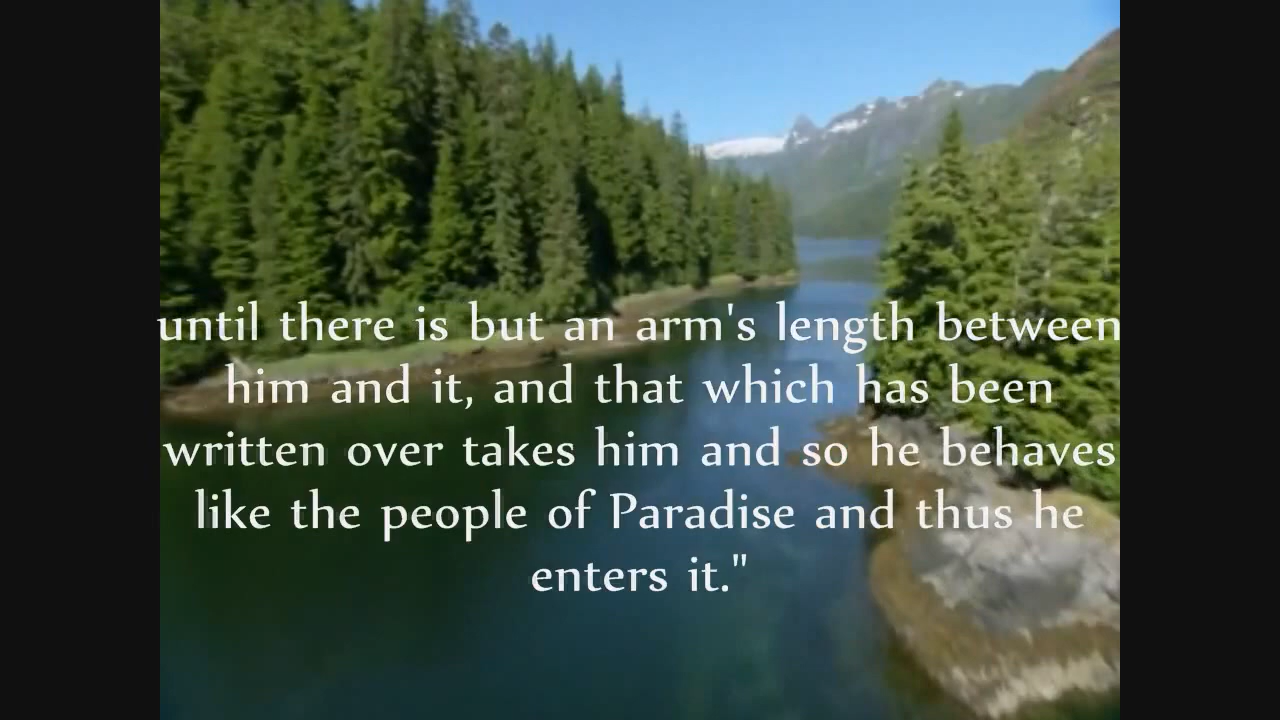 until there is but an arm's length between
him and it, and that which has been
written over takes him and so he behaves
like the people of Paradise and thus he
enters it."